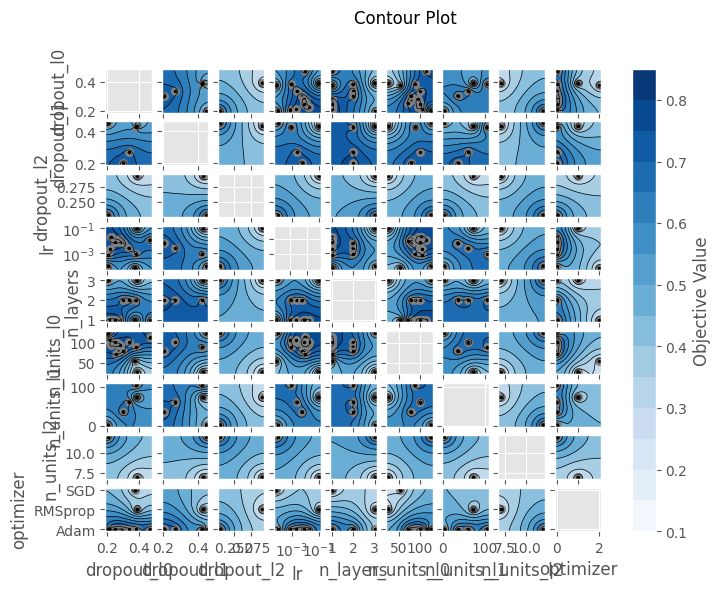 Contour Plot
dropout_l0
0.4
0.2
dropout_l1
0.4
0.2
dropout_l2
0.275
0.250
lr
10⁻¹
10⁻³
n_layers
3
1
n_units_l0
100
50
n_units_l1
100
0
n_units_l2
10.0
7.5
optimizer
SGD
RMSprop
Adam
0.2 0.4
0.2 0.4
0.250 0.275
10⁻³ 10⁻¹
1 2 3
50 100
0 100
7.5 10.0
0 2
dropout_l0 dropout_l1 dropout_l2 lr n_layers n_units_l0 n_units_l1 n_units_l2 optimizer
0.8
0.7
0.6
0.5
0.4
0.3
0.2
0.1
Objective Value